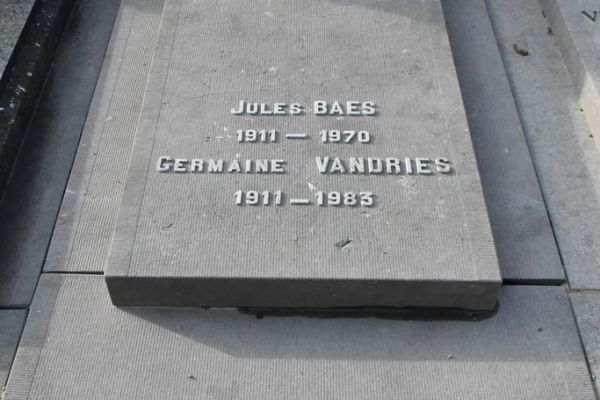 Jules BAES
1911 — 1970
Germaine VANDRIES
1911 — 1983